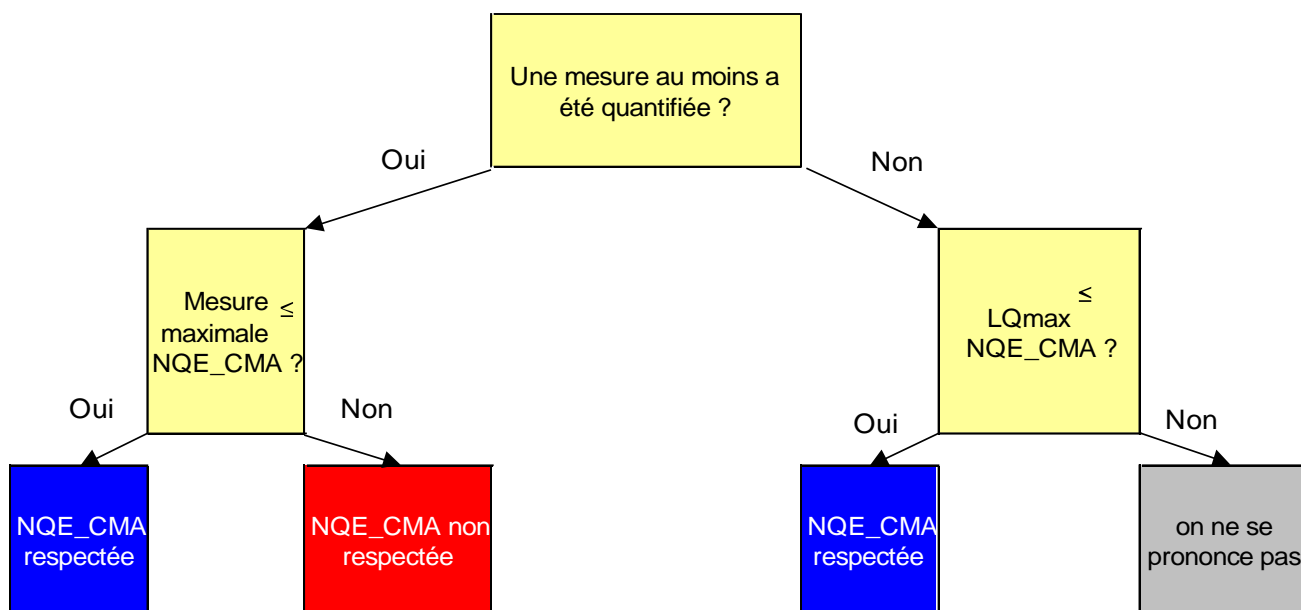 Une mesure au moins a
été quantifiée ?
Oui
Non
Mesure ≤
maximale
NQE_CMA ?
≤
LQmax
NQE_CMA ?
Oui
Non
Oui
Non
NQE_CMA
respectée
NQE_CMA non
respectée
NQE_CMA
respectée
on ne se
prononce pas